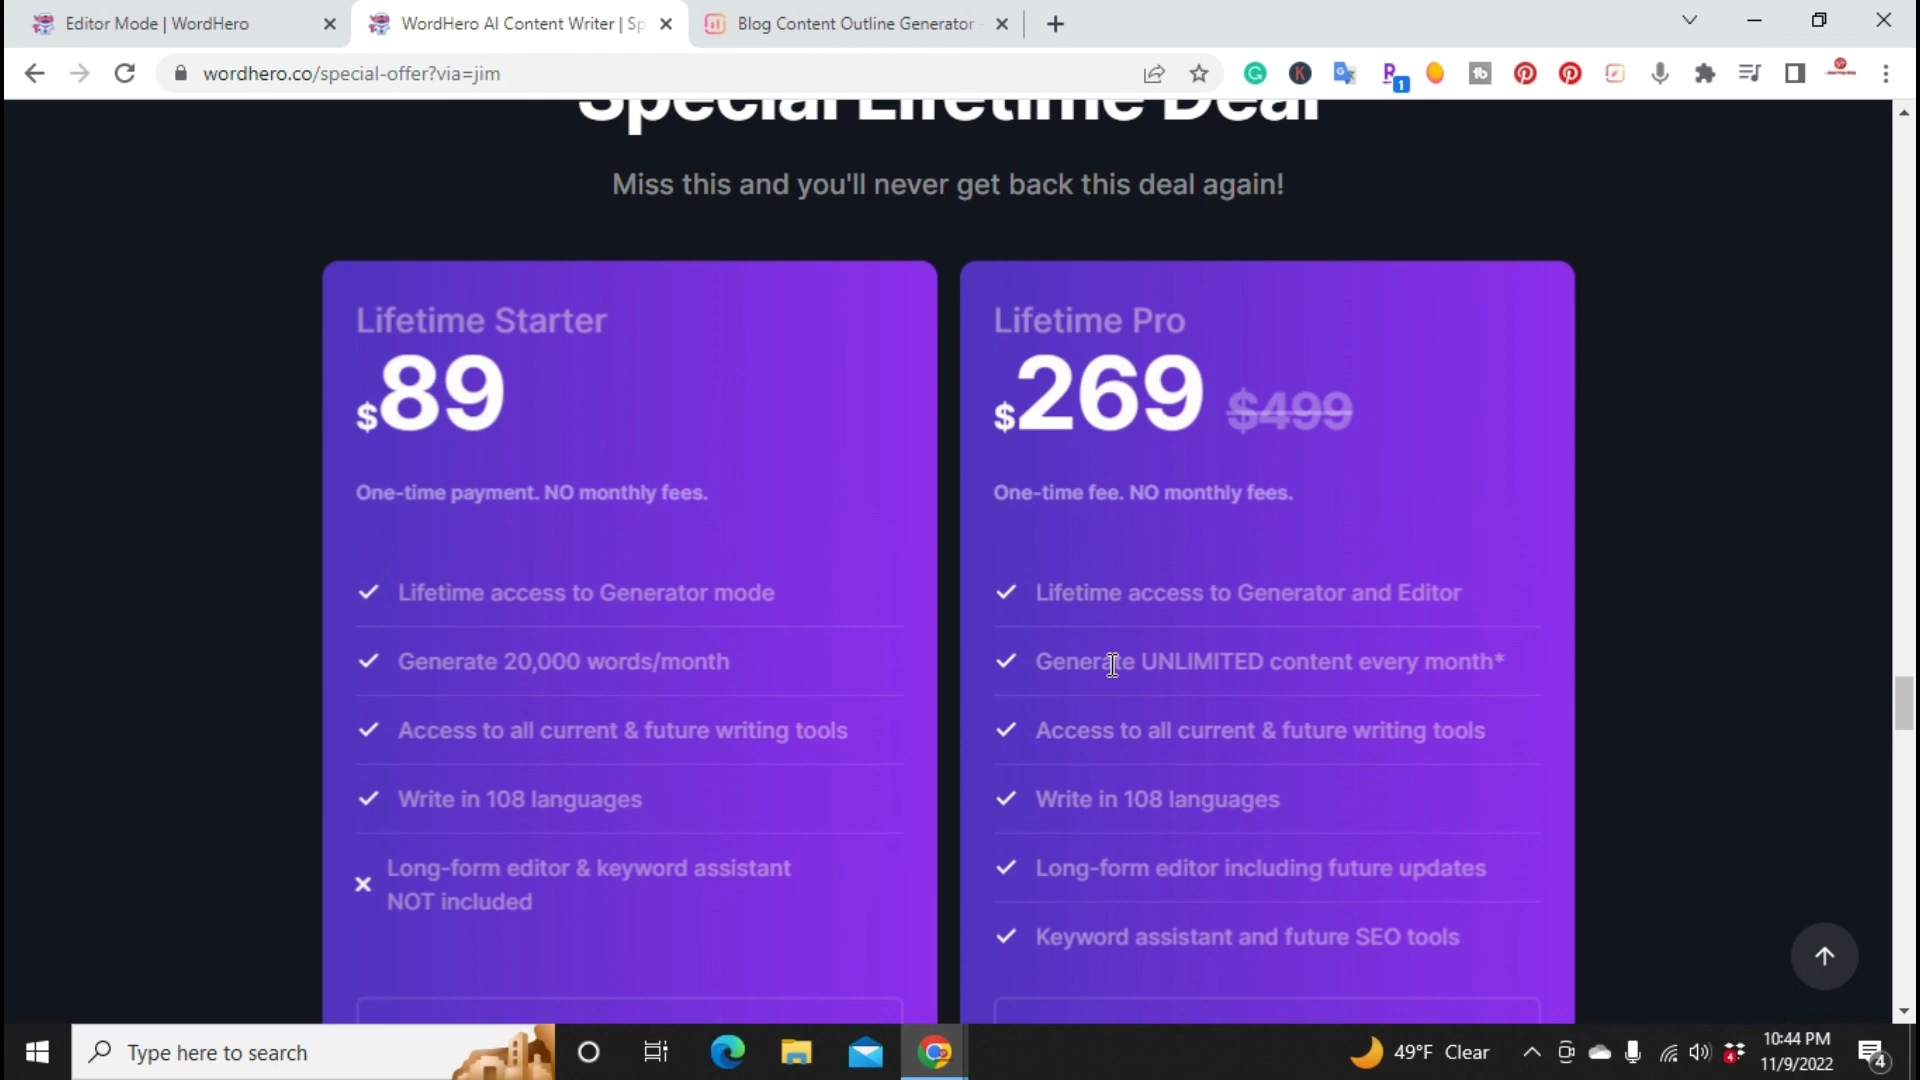 Editor Mode | WordHero
WordHero AI Content Writer | Sp
Blog Content Outline Generator -
wordhero.co/special-offer?via=jim
1
Special Lifetime Deal
Miss this and you'll never get back this deal again!
Lifetime Starter
$89
One-time payment. NO monthly fees.
Lifetime access to Generator mode
Generate 20,000 words/month
Access to all current & future writing tools
Write in 108 languages
Long-form editor & keyword assistant
NOT included
Lifetime Pro
$269 $499
One-time fee. NO monthly fees.
Lifetime access to Generator and Editor
Generate UNLIMITED content every month*
Access to all current & future writing tools
Write in 108 languages
Long-form editor including future updates
Keyword assistant and future SEO tools
Type here to search
49°F Clear
4
10:44 PM
11/9/2022
4